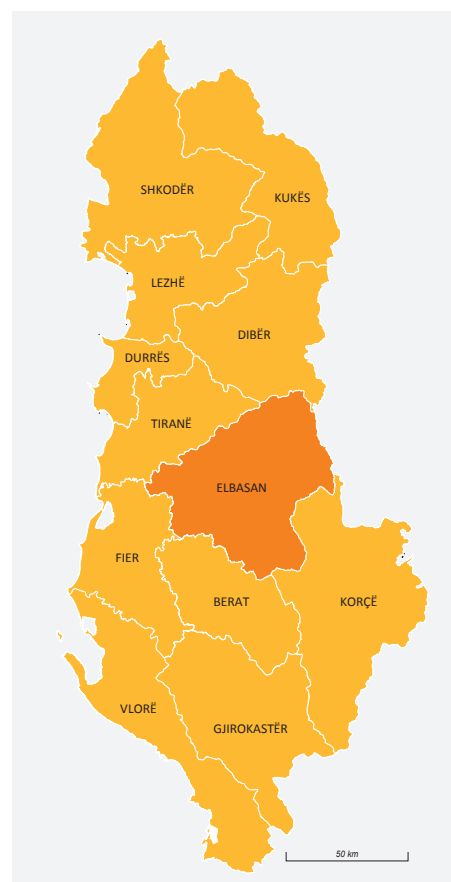 SHKODËR
KUKËS
LEZHË
DIBËR
DURRËS
TIRANË
ELBASAN
FIER
BERAT
KORÇË
VLORË
GJIROKASTËR
50 km